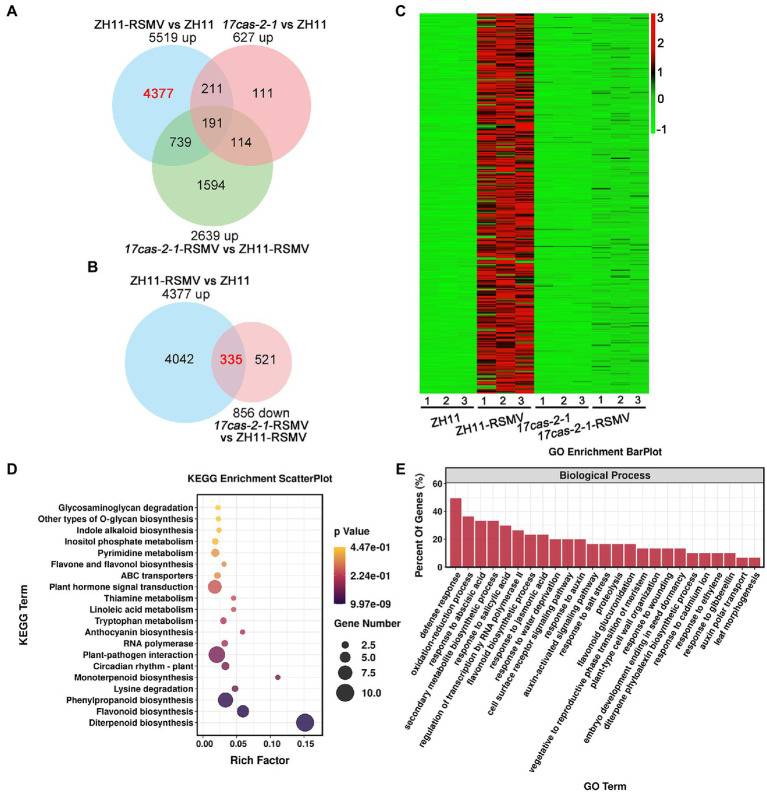 A
ZH11-RSMV vs ZH11
5519 up
17cas-2-1 vs ZH11
627 up
4377
211
111
191
739
114
1594
2639 up
17cas-2-1-RSMV vs ZH11-RSMV
B
ZH11-RSMV vs ZH11
4377 up
4042
335
521
856 down
17cas-2-1-RSMV
vs ZH11-RSMV
C
3
2
1
0
-1
1 2 3 1 2 3 1 2 3 1 2 3
ZH11
ZH11-RSMV
17cas-2-1
17cas-2-1-RSMV
D
KEGG Enrichment ScatterPlot
KEGG Term
Glycosaminoglycan degradation
Other types of O-glycan biosynthesis
Indole alkaloid biosynthesis
Inositol phosphate metabolism
Pyrimidine metabolism
Flavone and flavonol biosynthesis
ABC transporters
Plant hormone signal transduction
Thiamine metabolism
Linoleic acid metabolism
Tryptophan metabolism
Anthocyanin biosynthesis
RNA polymerase
Plant-pathogen interaction
Circadian rhythm - plant
Monoterpenoid biosynthesis
Lysine degradation
Phenylpropanoid biosynthesis
Flavonoid biosynthesis
Diterpenoid biosynthesis
0.00 0.05 0.10 0.15
Rich Factor
p Value
4.47e-01
2.24e-01
9.97e-09
Gene Number
2.5
5.0
7.5
10.0
E
GO Enrichment BarPlot
Biological Process
Percent Of Genes (%)
60
40
20
0
defense response
oxidation-reduction process
response to abscisic acid
secondary metabolite biosynthetic process
response to salicylic acid
regulation of transcription by RNA polymerase II
flavonoid biosynthetic process
response to jasmonic acid
response to water deprivation
cell surface receptor signaling pathway
response to auxin
auxin-activated signaling pathway
response to salt stress
proteolysis
flavonoid glucuronidation
vegetative to reproductive phase transition of meristem
plant-type cell wall organization
response to wounding
embryo development ending in seed dormancy
diterpene phytoalexin biosynthetic process
response to cadmium ion
response to ethylene
response to gibberellin
auxin polar transport
leaf morphogenesis
GO Term